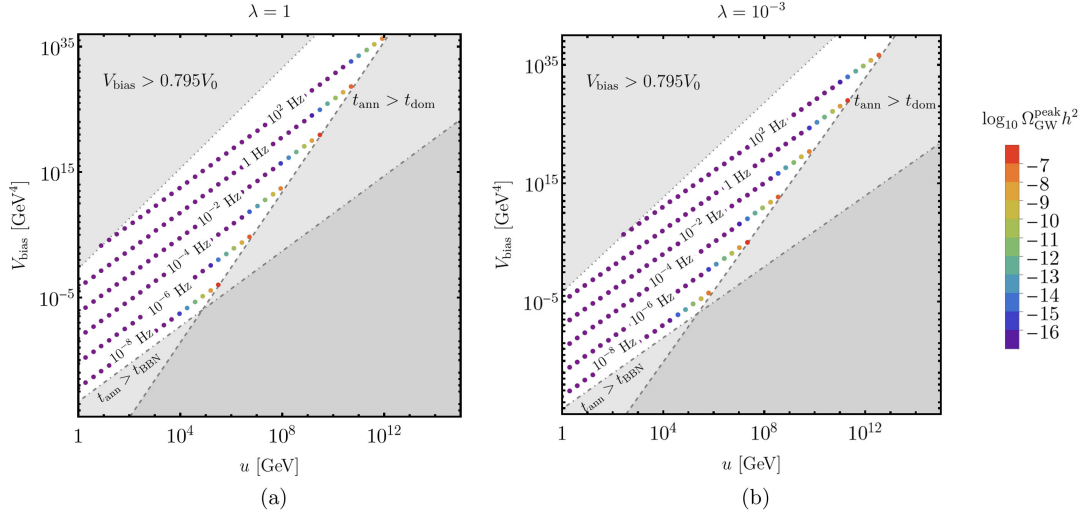 λ = 1
10³⁵
10¹⁵
10⁻⁵
V_bias [GeV⁴]
V_bias > 0.795V₀
t_ann > t_dom
10² Hz
1 Hz
10⁻² Hz
10⁻⁴ Hz
10⁻⁶ Hz
10⁻⁸ Hz
t_ann > t_BBN
1 10⁴ 10⁸ 10¹²
u [GeV]
(a)
λ = 10⁻³
10³⁵
10¹⁵
10⁻⁵
V_bias [GeV⁴]
V_bias > 0.795V₀
t_ann > t_dom
10² Hz
1 Hz
10⁻² Hz
10⁻⁴ Hz
10⁻⁶ Hz
10⁻⁸ Hz
t_ann > t_BBN
1 10⁴ 10⁸ 10¹²
u [GeV]
(b)
log₁₀ Ω_GW^peak h²
−7
−8
−9
−10
−11
−12
−13
−14
−15
−16